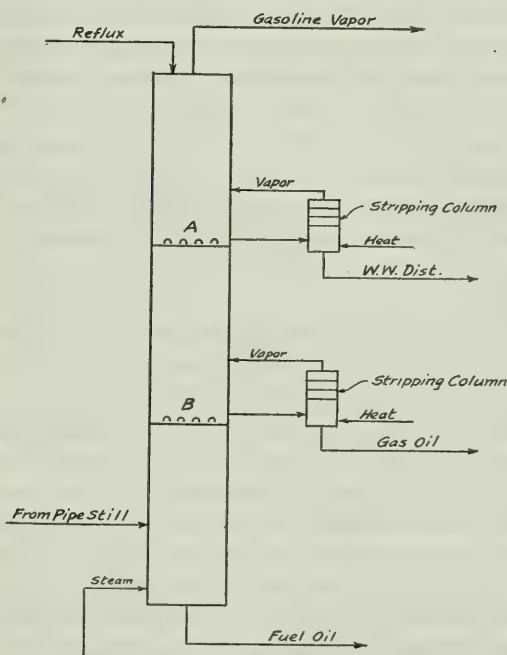 Gasoline Vapor
Reflux
Vapor
Stripping Column
A
Heat
W.W. Dist.
Vapor
Stripping Column
B
Heat
Gas Oil
From Pipe Still
Steam
Fuel Oil